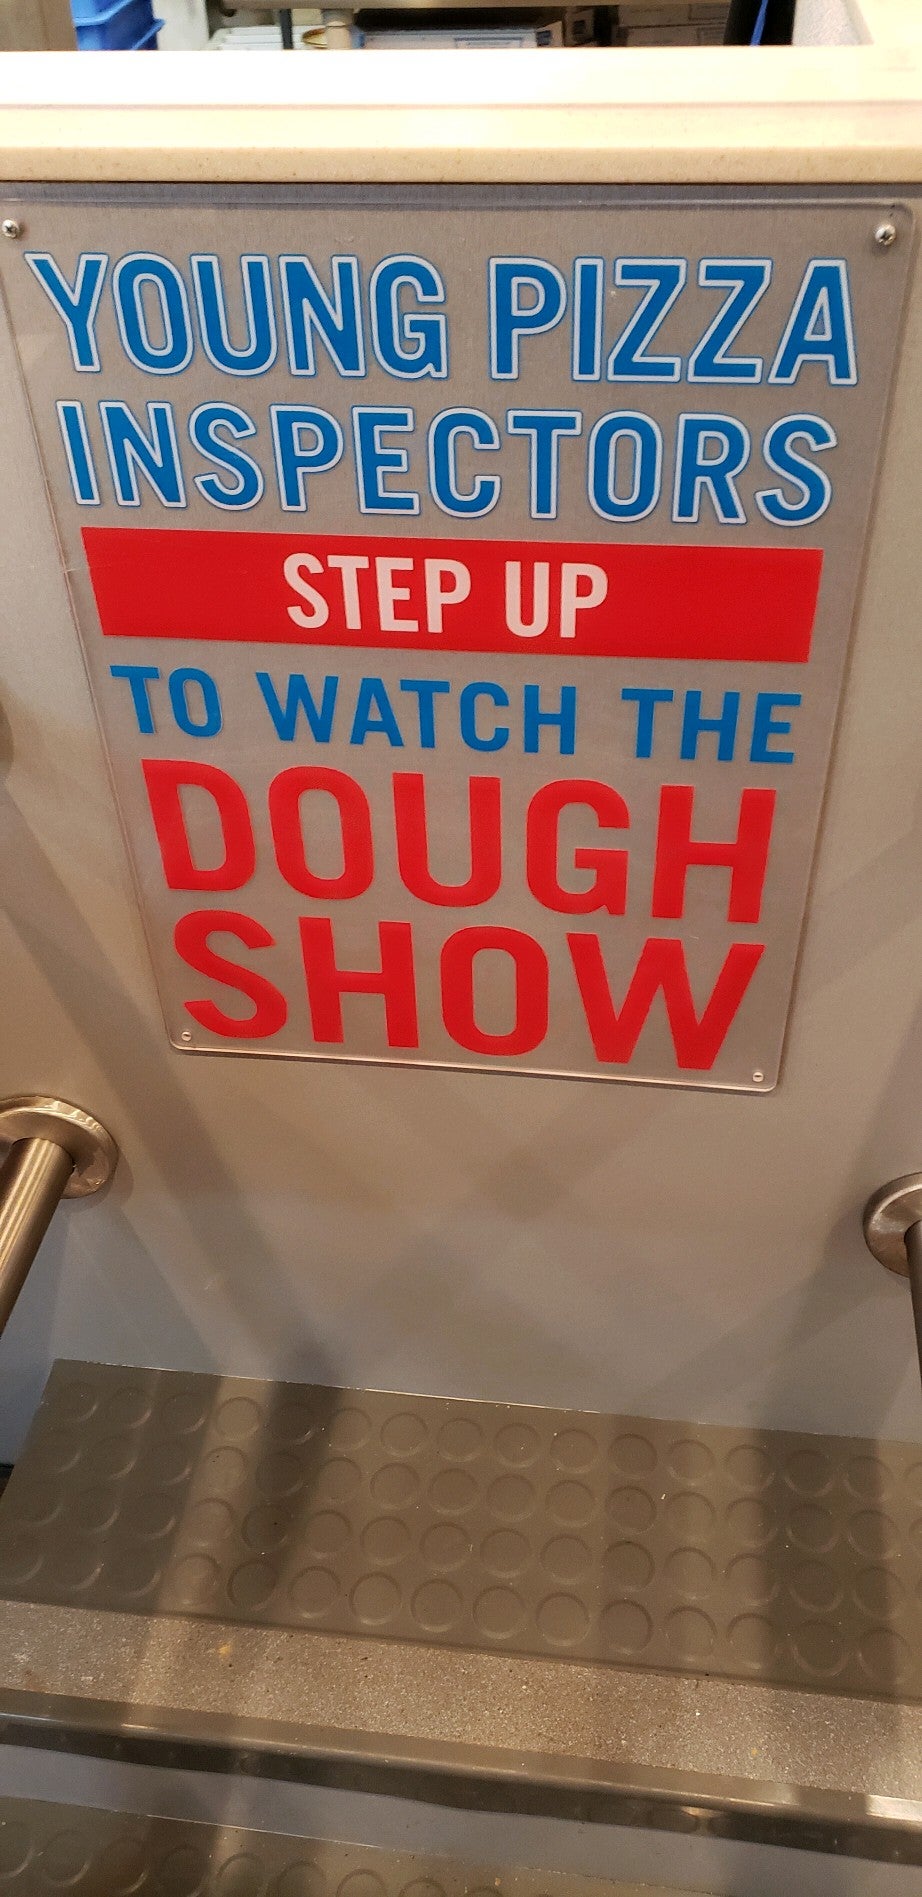 YOUNG PIZZA
INSPECTORS
STEP UP
TO WATCH THE
DOUGH
SHOW